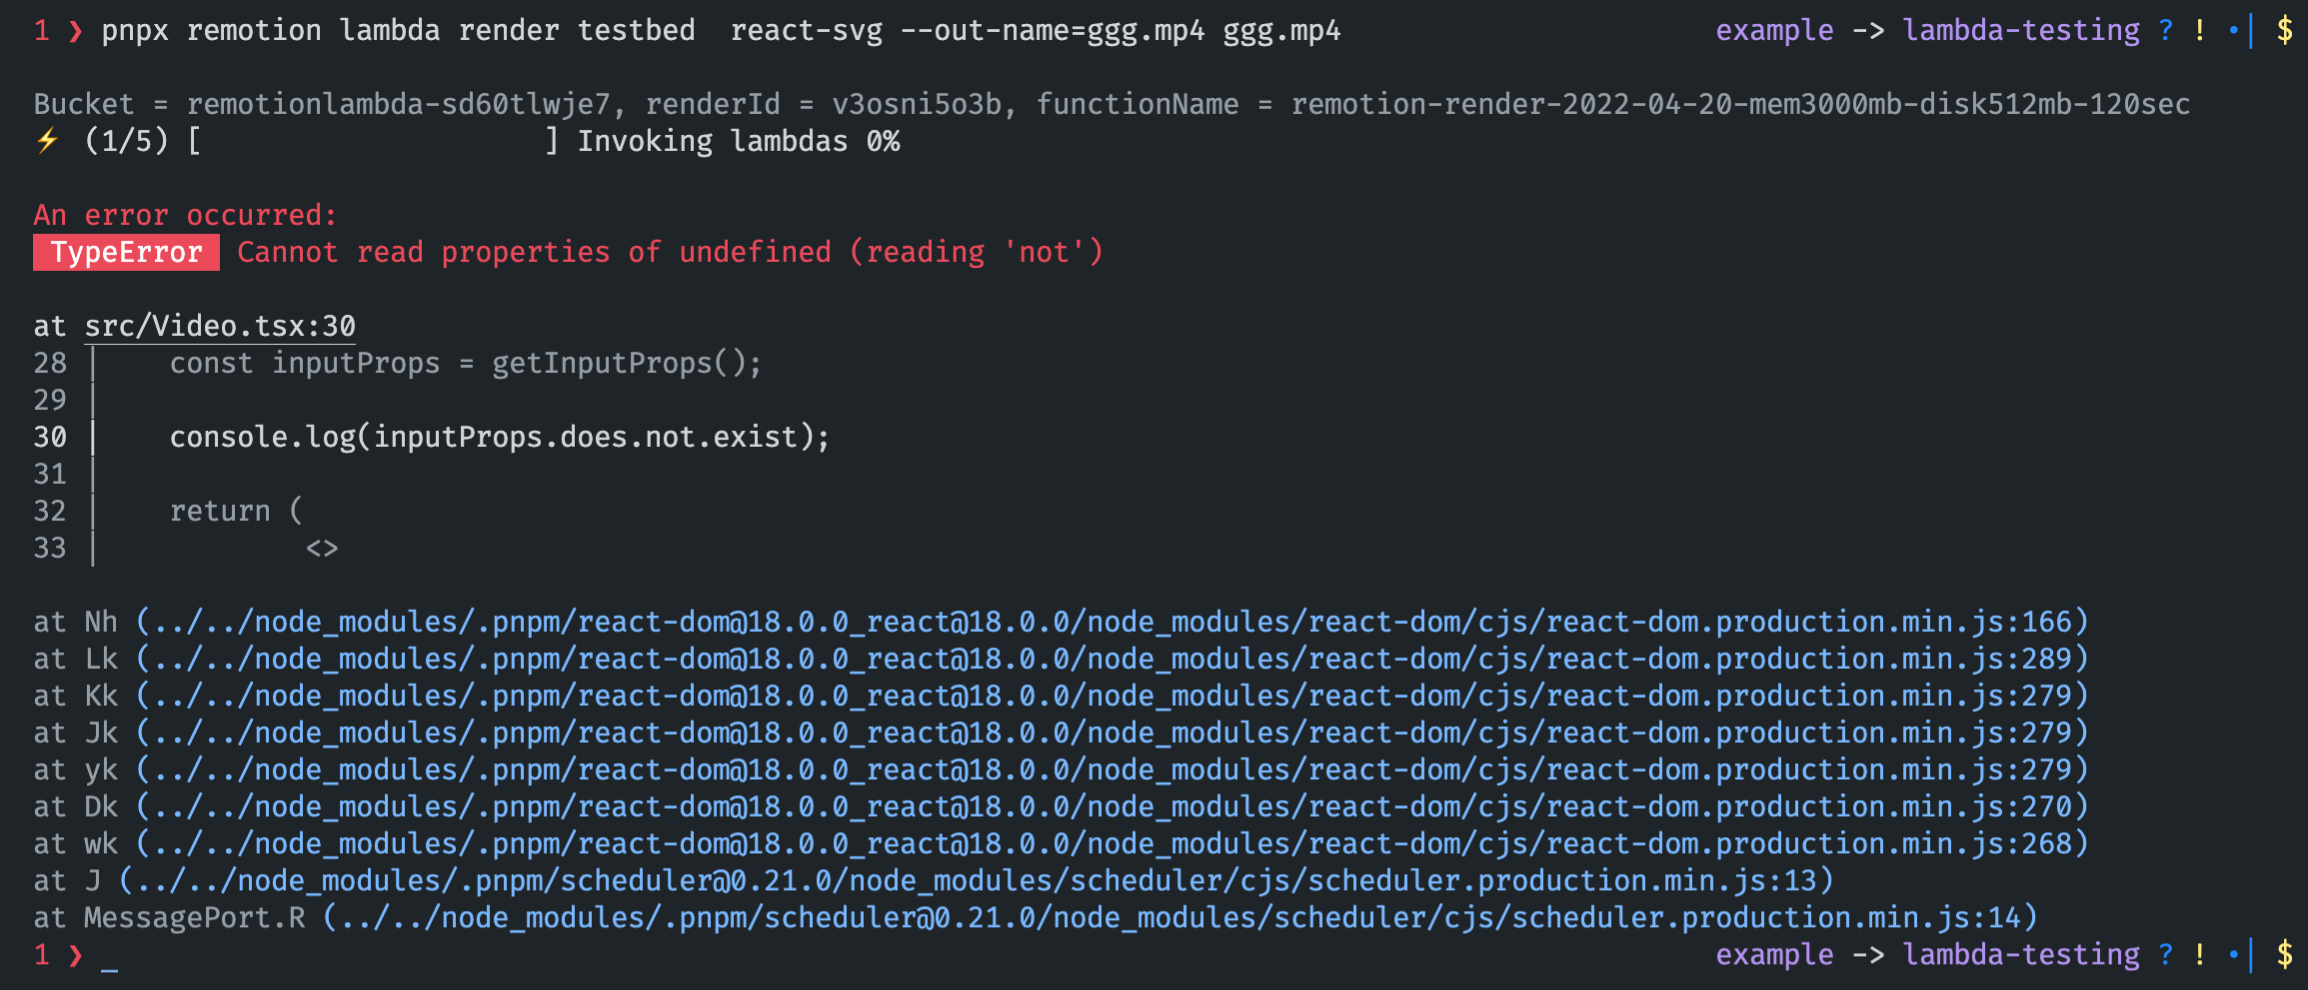 1 ❯ pnpx remotion lambda render testbed  react-svg --out-name=ggg.mp4 ggg.mp4 example -> lambda-testing ? ! •| $
Bucket = remotionlambda-sd60tlwje7, renderId = v3osni5o3b, functionName = remotion-render-2022-04-20-mem3000mb-disk512mb-120sec
⚡ (1/5) [                    ] Invoking lambdas 0%
An error occurred:
TypeError Cannot read properties of undefined (reading 'not')
at src/Video.tsx:30
28 │    const inputProps = getInputProps();
29 │
30 │    console.log(inputProps.does.not.exist);
31 │
32 │    return (
33 │            <>
at Nh (../../node_modules/.pnpm/react-dom@18.0.0_react@18.0.0/node_modules/react-dom/cjs/react-dom.production.min.js:166)
at Lk (../../node_modules/.pnpm/react-dom@18.0.0_react@18.0.0/node_modules/react-dom/cjs/react-dom.production.min.js:289)
at Kk (../../node_modules/.pnpm/react-dom@18.0.0_react@18.0.0/node_modules/react-dom/cjs/react-dom.production.min.js:279)
at Jk (../../node_modules/.pnpm/react-dom@18.0.0_react@18.0.0/node_modules/react-dom/cjs/react-dom.production.min.js:279)
at yk (../../node_modules/.pnpm/react-dom@18.0.0_react@18.0.0/node_modules/react-dom/cjs/react-dom.production.min.js:279)
at Dk (../../node_modules/.pnpm/react-dom@18.0.0_react@18.0.0/node_modules/react-dom/cjs/react-dom.production.min.js:270)
at wk (../../node_modules/.pnpm/react-dom@18.0.0_react@18.0.0/node_modules/react-dom/cjs/react-dom.production.min.js:268)
at J (../../node_modules/.pnpm/scheduler@0.21.0/node_modules/scheduler/cjs/scheduler.production.min.js:13)
at MessagePort.R (../../node_modules/.pnpm/scheduler@0.21.0/node_modules/scheduler/cjs/scheduler.production.min.js:14)
1 ❯ _ example -> lambda-testing ? ! •| $